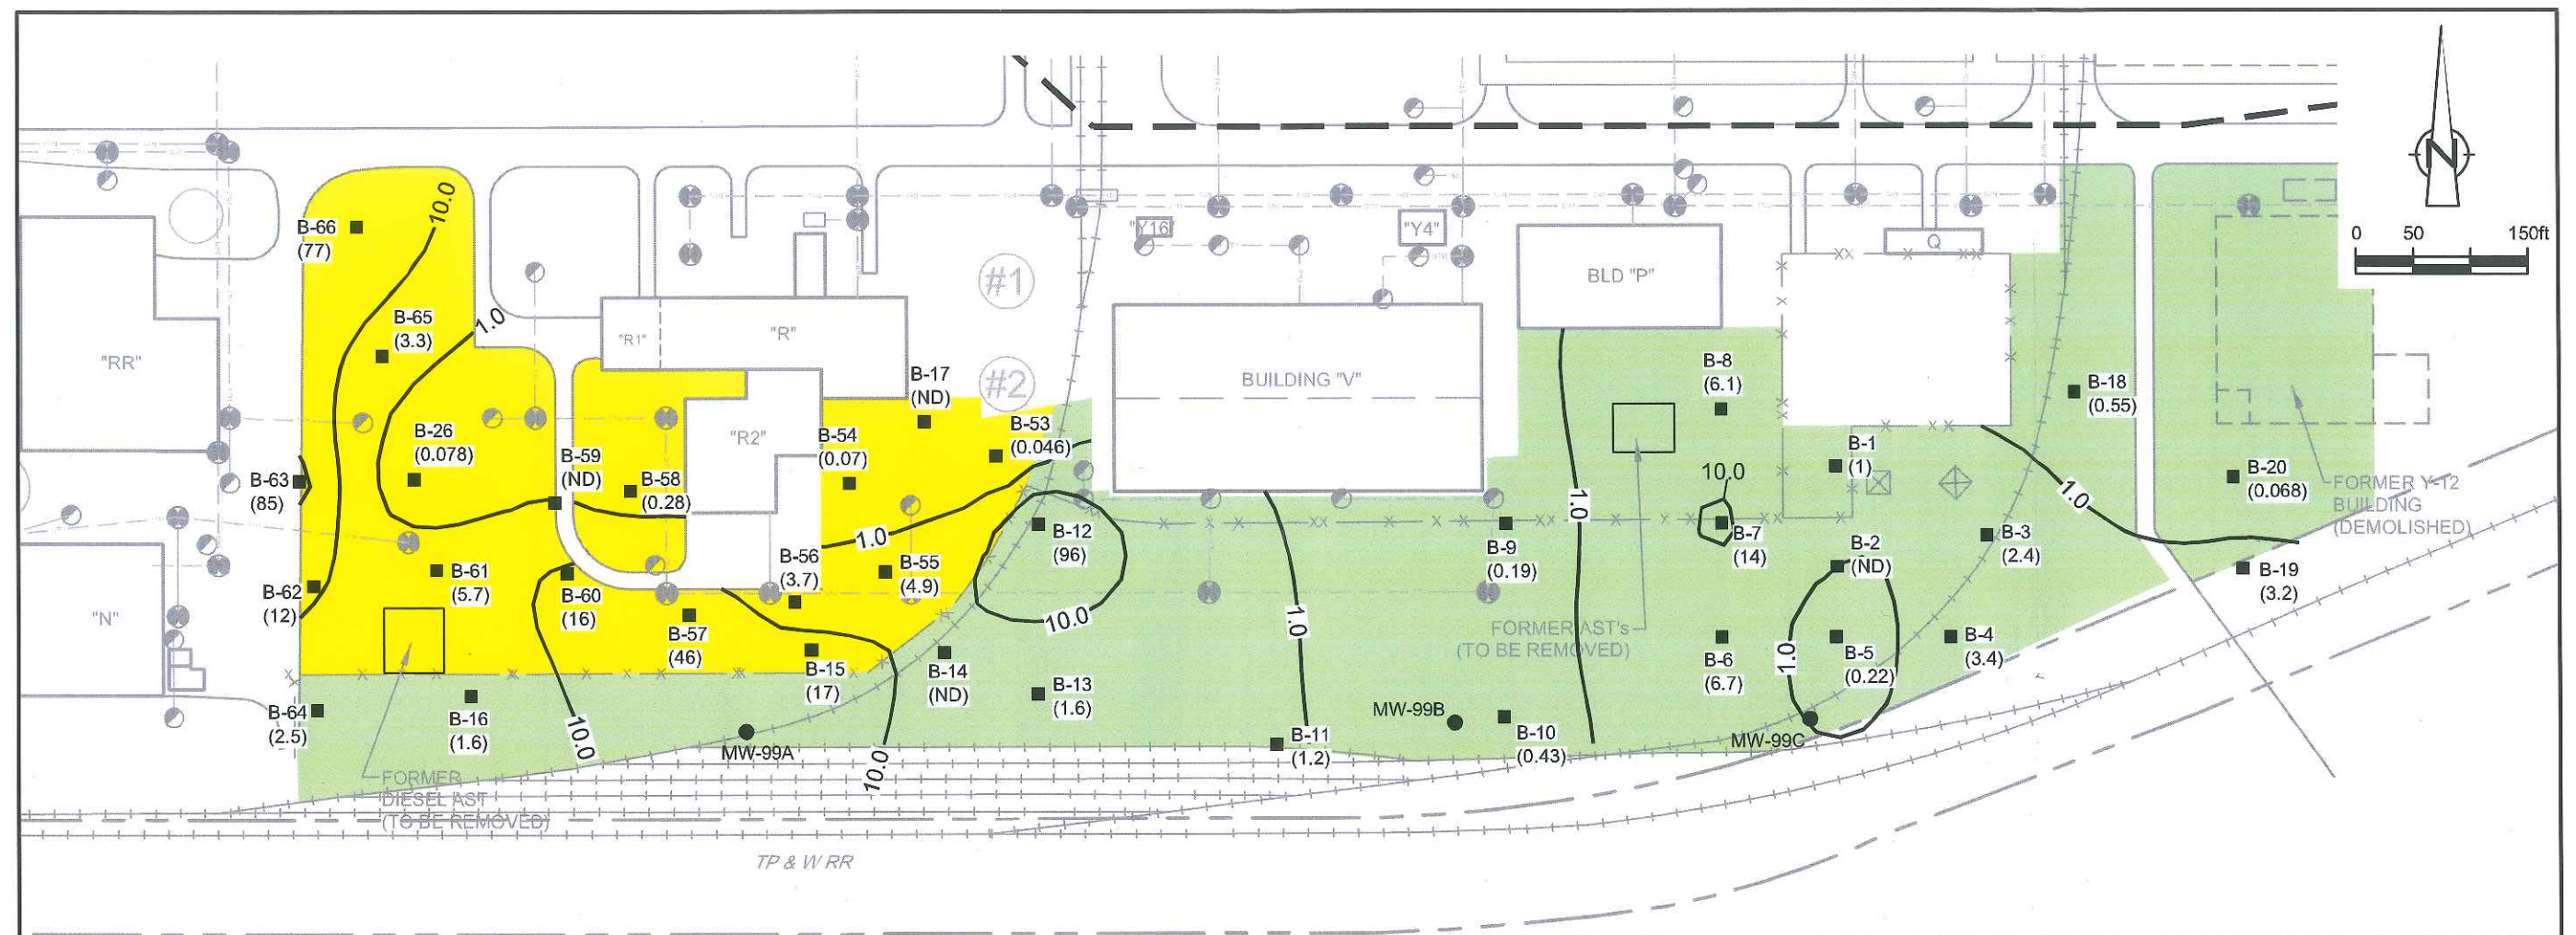 10.0
B-66
(77)
B-65
(3.3)
1.0
"RR"
"R1"
"R"
#1
#2
"Y16"
"Y4"
BLD "P"
Q
N
0 50 150ft
BUILDING "V"
B-17
(ND)
B-8
(6.1)
B-18
(0.55)
B-26
(0.078)
"R2"
B-54
(0.07)
B-53
(0.046)
B-1
(1)
B-59
(ND)
B-58
(0.28)
B-63
(85)
10.0
1.0
1.0
B-20
(0.068)
FORMER Y-12
BUILDING
(DEMOLISHED)
B-12
(96)
B-9
(0.19)
B-7
(14)
B-3
(2.4)
1.0
B-2
(ND)
B-56
(3.7)
B-55
(4.9)
B-61
(5.7)
B-62
(12)
B-60
(16)
B-19
(3.2)
"N"
B-57
(46)
10.0
1.0
FORMER AST's
(TO BE REMOVED)
B-15
(17)
B-14
(ND)
B-13
(1.6)
B-6
(6.7)
1.0
B-5
(0.22)
B-4
(3.4)
B-64
(2.5)
B-16
(1.6)
10.0
MW-99A
10.0
B-11
(1.2)
MW-99B
B-10
(0.43)
MW-99C
FORMER
DIESEL AST
(TO BE REMOVED)
TP & W RR